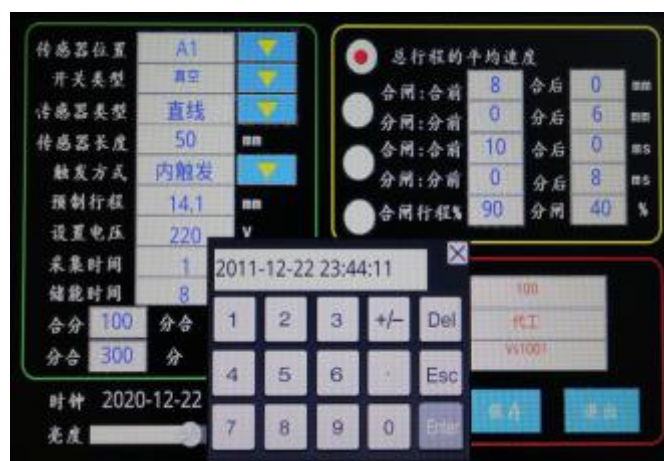 传感器位置 A1
开关类型 真空
传感器类型 直线
传感器长度 50 mm
触发方式 内触发
预制行程 14.1 mm
设置电压 220 V
采集时间 1
储能时间 8
合分 100 分合
分合 300 分
时钟 2020-12-22
亮度
总行程的平均速度
合闸:合前 8 合后 0 mm
分闸:分前 0 分后 6 mm
合闸:合前 10 合后 0 ms
分闸:分前 0 分后 8 ms
合闸行程% 90 分闸 40 %
2011-12-22 23:44:11
1 2 3 +/- Del
4 5 6 . Esc
7 8 9 0 Enter
100
代工
VS1001
保存 退出